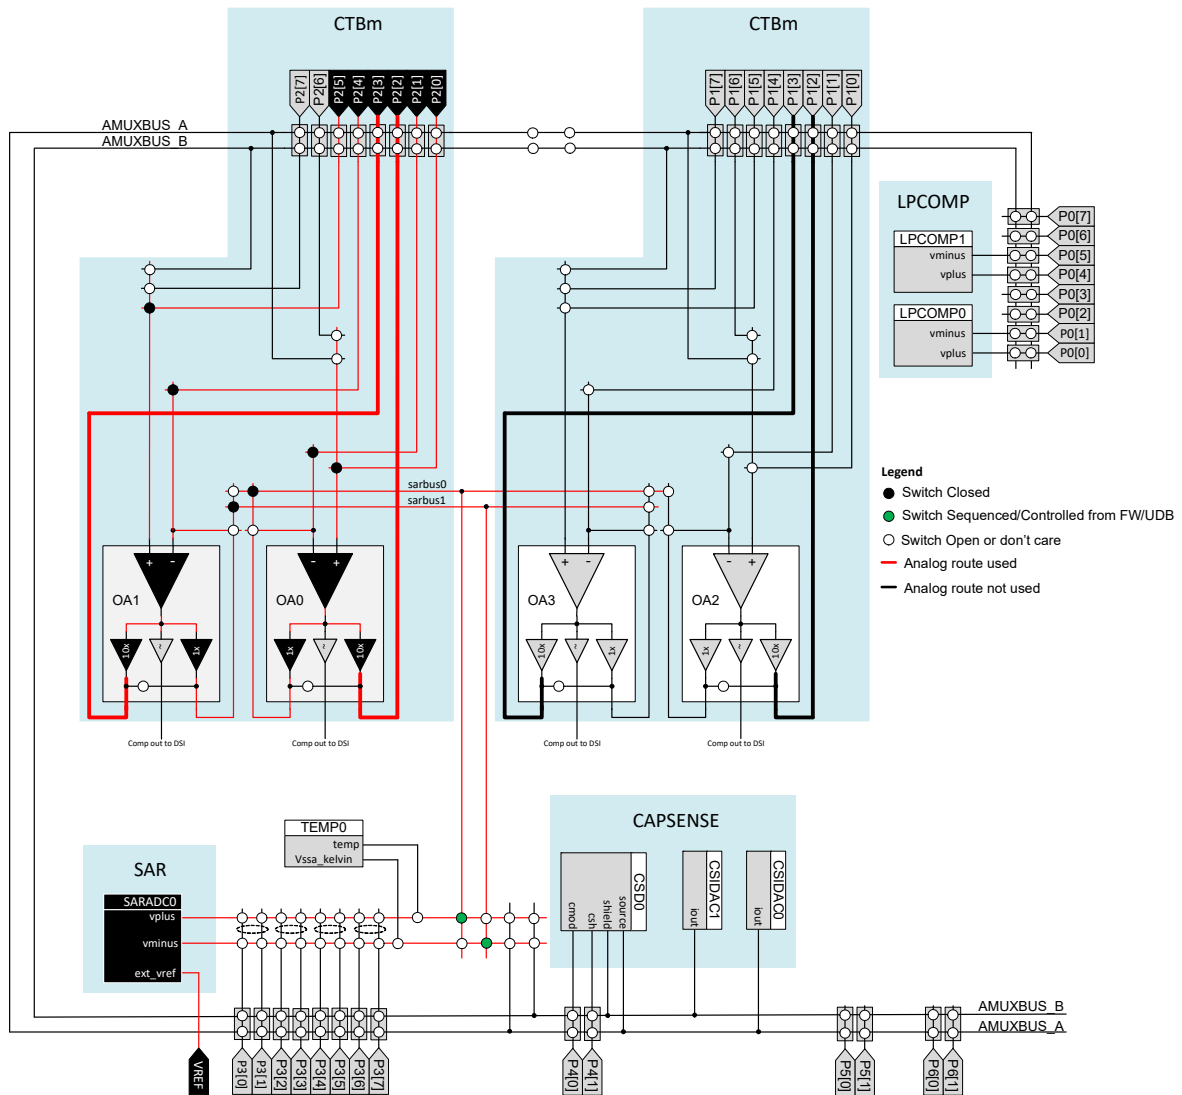 CTBm
CTBm
P2[7]
P2[6]
P2[5]
P2[4]
P2[3]
P2[2]
P2[1]
P2[0]
P1[7]
P1[6]
P1[5]
P1[4]
P1[3]
P1[2]
P1[1]
P1[0]
AMUXBUS_A
AMUXBUS_B
LPCOMP
LPCOMP1
vminus
vplus
LPCOMP0
vminus
vplus
P0[7]
P0[6]
P0[5]
P0[4]
P0[3]
P0[2]
P0[1]
P0[0]
sarbus0
sarbus1
Legend
Switch Closed
Switch Sequenced/Controlled from FW/UDB
Switch Open or don't care
Analog route used
Analog route not used
+ -
OA1
10x
~
1x
- +
OA0
1x
~
10x
+ -
OA3
10x
~
1x
- +
OA2
1x
~
10x
Comp out to DSI
Comp out to DSI
Comp out to DSI
Comp out to DSI
TEMP0
temp
Vssa_kelvin
SAR
SARADC0
vplus
vminus
ext_vref
CAPSENSE
CSD0
cmod
csh
shield
source
CSIDAC1
iout
CSIDAC0
iout
AMUXBUS_B
AMUXBUS_A
VREF
P3[0]
P3[1]
P3[2]
P3[3]
P3[4]
P3[5]
P3[6]
P3[7]
P4[0]
P4[1]
P5[0]
P5[1]
P6[0]
P6[1]